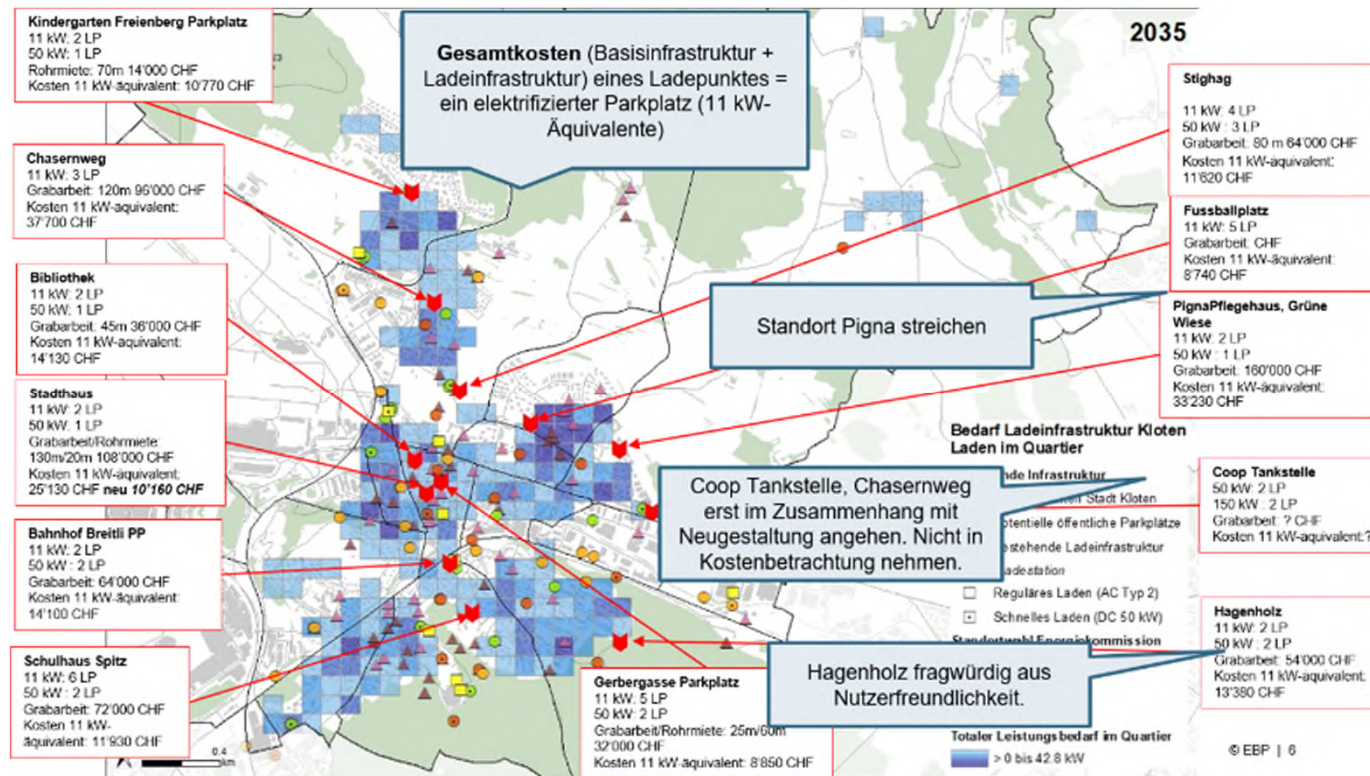 Kindergarten Freienberg Parkplatz
11 kW: 2 LP
50 kW: 1 LP
Rohrmiete: 70m 14'000 CHF
Kosten 11 kW-äquivalent: 10'770 CHF
Chasernweg
11 kW: 3 LP
Grabarbeit: 120m 96'000 CHF
Kosten 11 kW-äquivalent:
37'700 CHF
Bibliothek
11 kW: 2 LP
50 kW: 1 LP
Grabarbeit: 45m 36'000 CHF
Kosten 11 kW-äquivalent:
14'130 CHF
Stadthaus
11 kW: 2 LP
50 kW: 1 LP
Grabarbeit/Rohrmiete:
130m/20m 108'000 CHF
Kosten 11 kW-äquivalent:
25'130 CHF neu 10'160 CHF
Bahnhof Breitli PP
11 kW: 2 LP
50 kW : 2 LP
Grabarbeit: 64'000 CHF
Kosten 11 kW-äquivalent:
14'100 CHF
Schulhaus Spitz
11 kW: 6 LP
50 kW : 2 LP
Grabarbeit: 72'000 CHF
Kosten 11 kW-
äquivalent: 11'930 CHF
0.4
km
Gesamtkosten (Basisinfrastruktur +
Ladeinfrastruktur) eines Ladepunktes =
ein elektrifizierter Parkplatz (11 kW-
Äquivalente)
2035
Stighag
11 kW: 4 LP
50 kW : 3 LP
Grabarbeit: 80 m 64'000 CHF
Kosten 11 kW-äquivalent:
11'620 CHF
Fussballplatz
11 kW: 5 LP
Grabarbeit: CHF
Kosten 11 kW-äquivalent:
8'740 CHF
Standort Pigna streichen
PignaPflegehaus, Grüne
Wiese
11 kW: 2 LP
50 kW : 1 LP
Grabarbeit: 160'000 CHF
Kosten 11 kW-äquivalent:
33'230 CHF
Bedarf Ladeinfrastruktur Kloten
Laden im Quartier
nde Infrastruktur
Stadt Kloten
otentielle öffentliche Parkplätze
estehende Ladeinfrastruktur
adestation
Reguläres Laden (AC Typ 2)
Schnelles Laden (DC 50 kW)
Standortwahl Energiekommission
Coop Tankstelle, Chasernweg
erst im Zusammenhang mit
Neugestaltung angehen. Nicht in
Kostenbetrachtung nehmen.
Coop Tankstelle
50 kW: 2 LP
150 kW : 2 LP
Grabarbeit: ? CHF
Kosten 11 kW-äquivalent:?
Hagenholz
11 kW: 2 LP
50 kW : 2 LP
Grabarbeit: 54'000 CHF
Kosten 11 kW-äquivalent:
13'380 CHF
Hagenholz fragwürdig aus
Nutzerfreundlichkeit.
Gerbergasse Parkplatz
11 kW: 5 LP
50 kW: 2 LP
Grabarbeit/Rohrmiete: 25m/60m
32'000 CHF
Kosten 11 kW-äquivalent: 8'850 CHF
Totaler Leistungsbedarf im Quartier
> 0 bis 42.8 kW
© EBP | 6